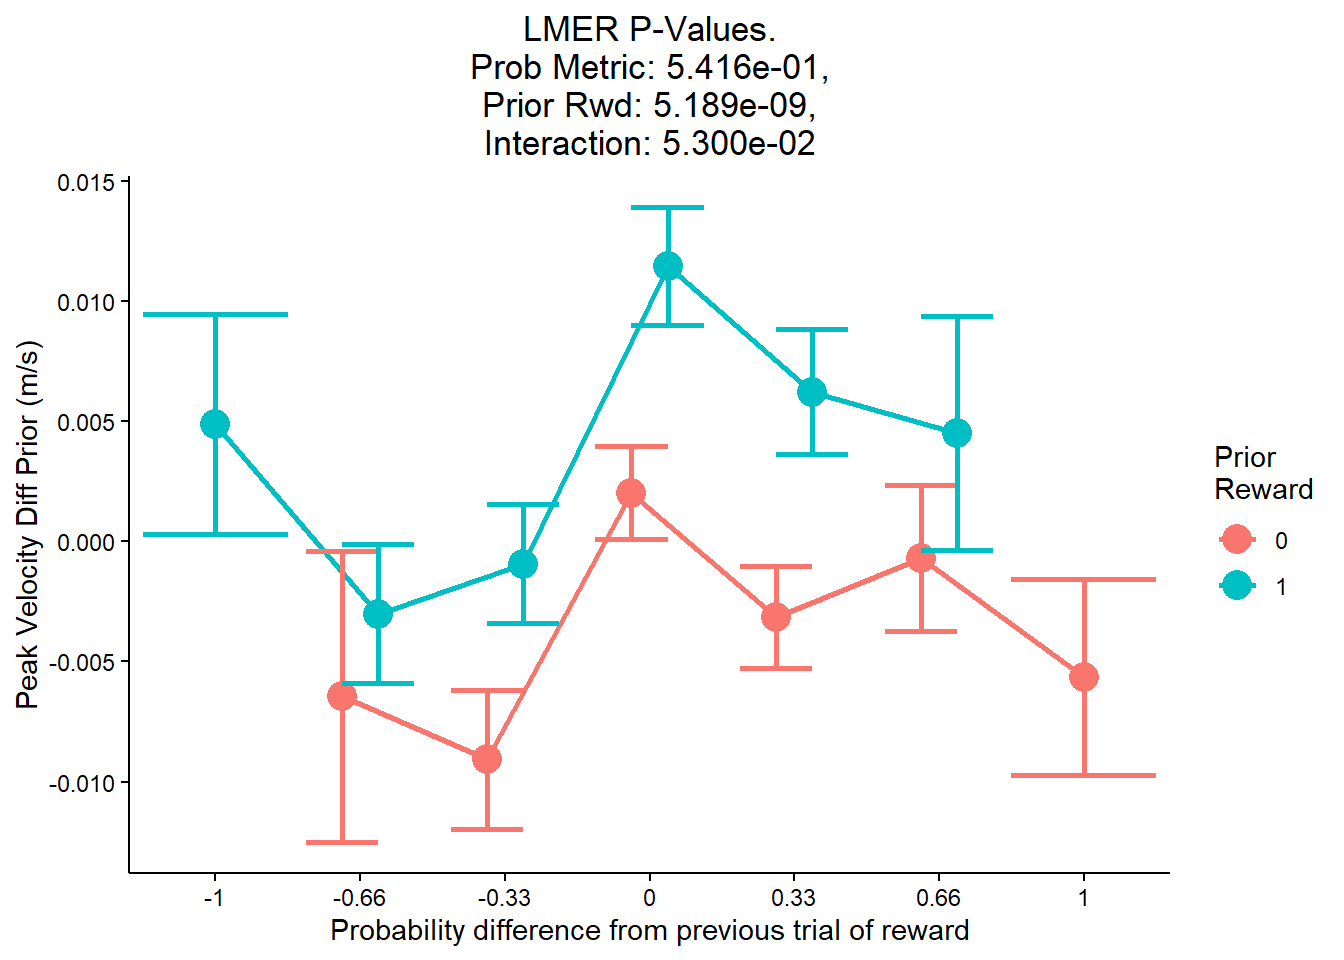 LMER P-Values.
Prob Metric: 5.416e-01,
Prior Rwd: 5.189e-09,
Interaction: 5.300e-02
Peak Velocity Diff Prior (m/s)
0.015
0.010
0.005
0.000
-0.005
-0.010
-1 -0.66 -0.33 0 0.33 0.66 1
Probability difference from previous trial of reward
Prior
Reward
0
1